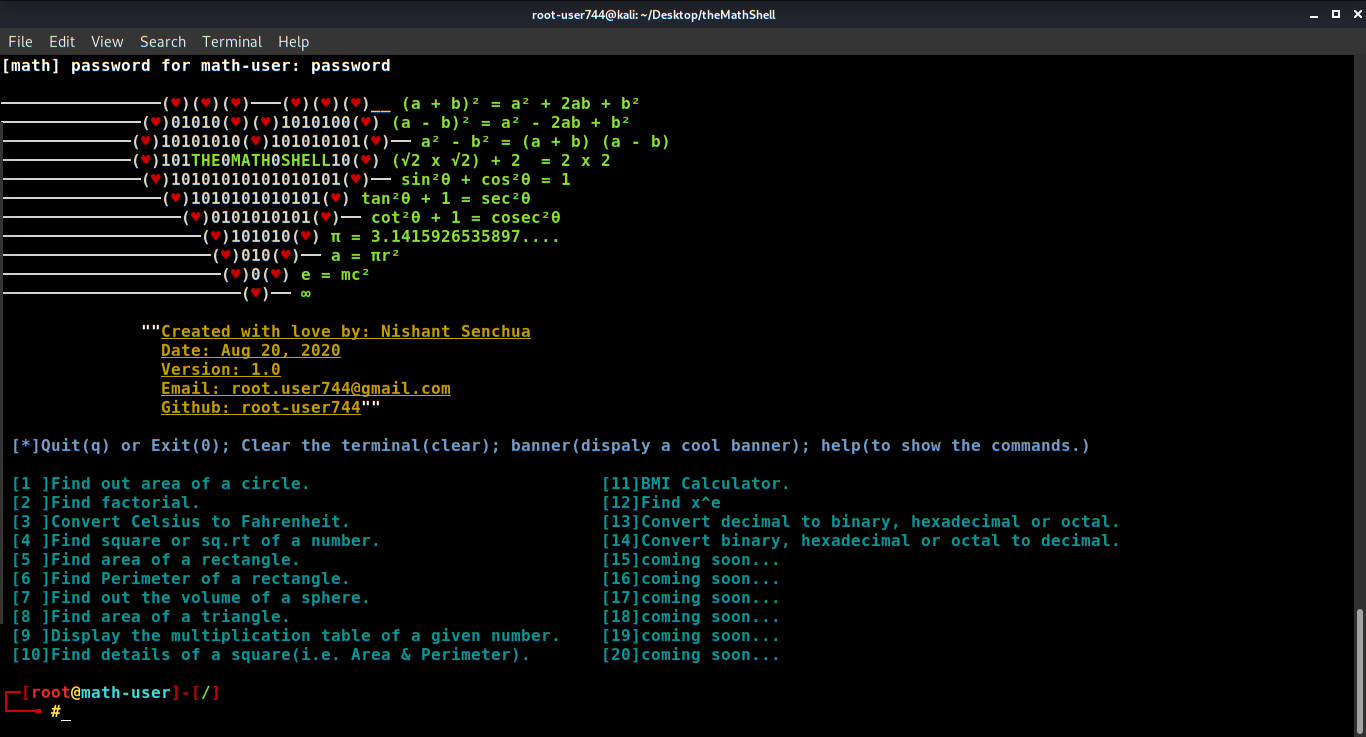 root-user744@kali: ~/Desktop/theMathShell
File Edit View Search Terminal Help
[math] password for math-user: password
────────────────(♥)(♥)(♥)───(♥)(♥)(♥)__ (a + b)² = a² + 2ab + b²
──────────────(♥)01010(♥)(♥)1010100(♥) (a - b)² = a² - 2ab + b²
─────────────(♥)10101010(♥)101010101(♥)── a² - b² = (a + b) (a - b)
─────────────(♥)101THE0MATH0SHELL10(♥) (√2 x √2) + 2  = 2 x 2
──────────────(♥)10101010101010101(♥)── sin²θ + cos²θ = 1
────────────────(♥)1010101010101(♥) tan²θ + 1 = sec²θ
──────────────────(♥)0101010101(♥)── cot²θ + 1 = cosec²θ
────────────────────(♥)101010(♥) π = 3.1415926535897....
─────────────────────(♥)010(♥)── a = πr²
──────────────────────(♥)0(♥) e = mc²
────────────────────────(♥)── ∞
""Created with love by: Nishant Senchua
Date: Aug 20, 2020
Version: 1.0
Email: root.user744@gmail.com
Github: root-user744""
[*]Quit(q) or Exit(0); Clear the terminal(clear); banner(dispaly a cool banner); help(to show the commands.)
[1 ]Find out area of a circle. [11]BMI Calculator.
[2 ]Find factorial. [12]Find x^e
[3 ]Convert Celsius to Fahrenheit. [13]Convert decimal to binary, hexadecimal or octal.
[4 ]Find square or sq.rt of a number. [14]Convert binary, hexadecimal or octal to decimal.
[5 ]Find area of a rectangle. [15]coming soon...
[6 ]Find Perimeter of a rectangle. [16]coming soon...
[7 ]Find out the volume of a sphere. [17]coming soon...
[8 ]Find area of a triangle. [18]coming soon...
[9 ]Display the multiplication table of a given number. [19]coming soon...
[10]Find details of a square(i.e. Area & Perimeter). [20]coming soon...
┌─[root@math-user]-[/]
└──╼ #_